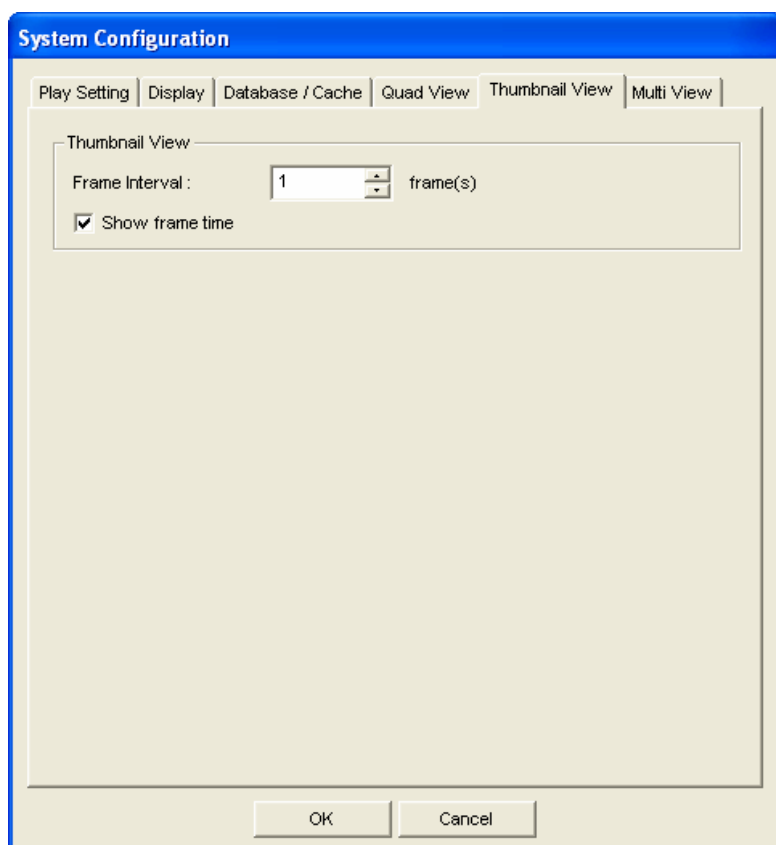 System Configuration
Play Setting Display Database / Cache Quad View Thumbnail View Multi View
Thumbnail View
Frame Interval : 1 frame(s)
Show frame time
OK Cancel